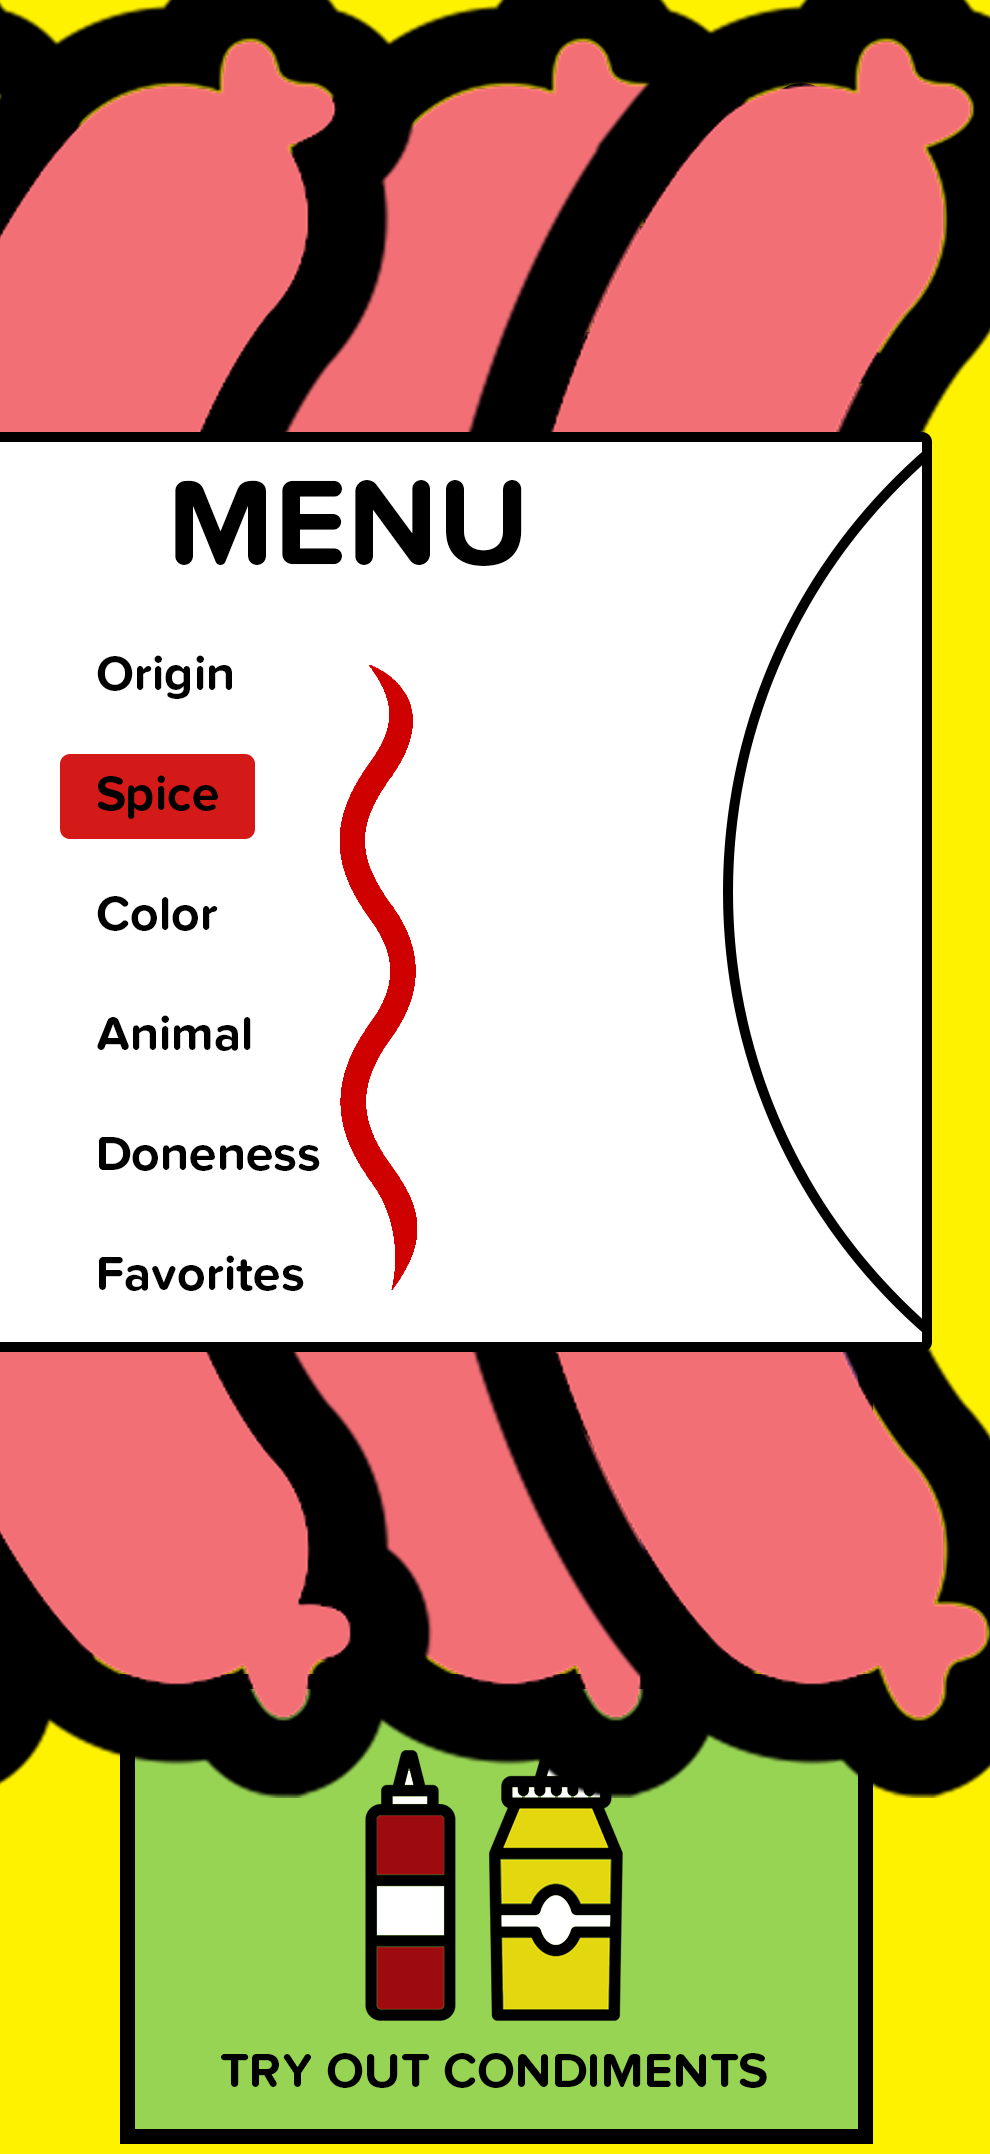 MENU
Origin
Spice
Color
Animal
Doneness
Favorites
TRY OUT CONDIMENTS